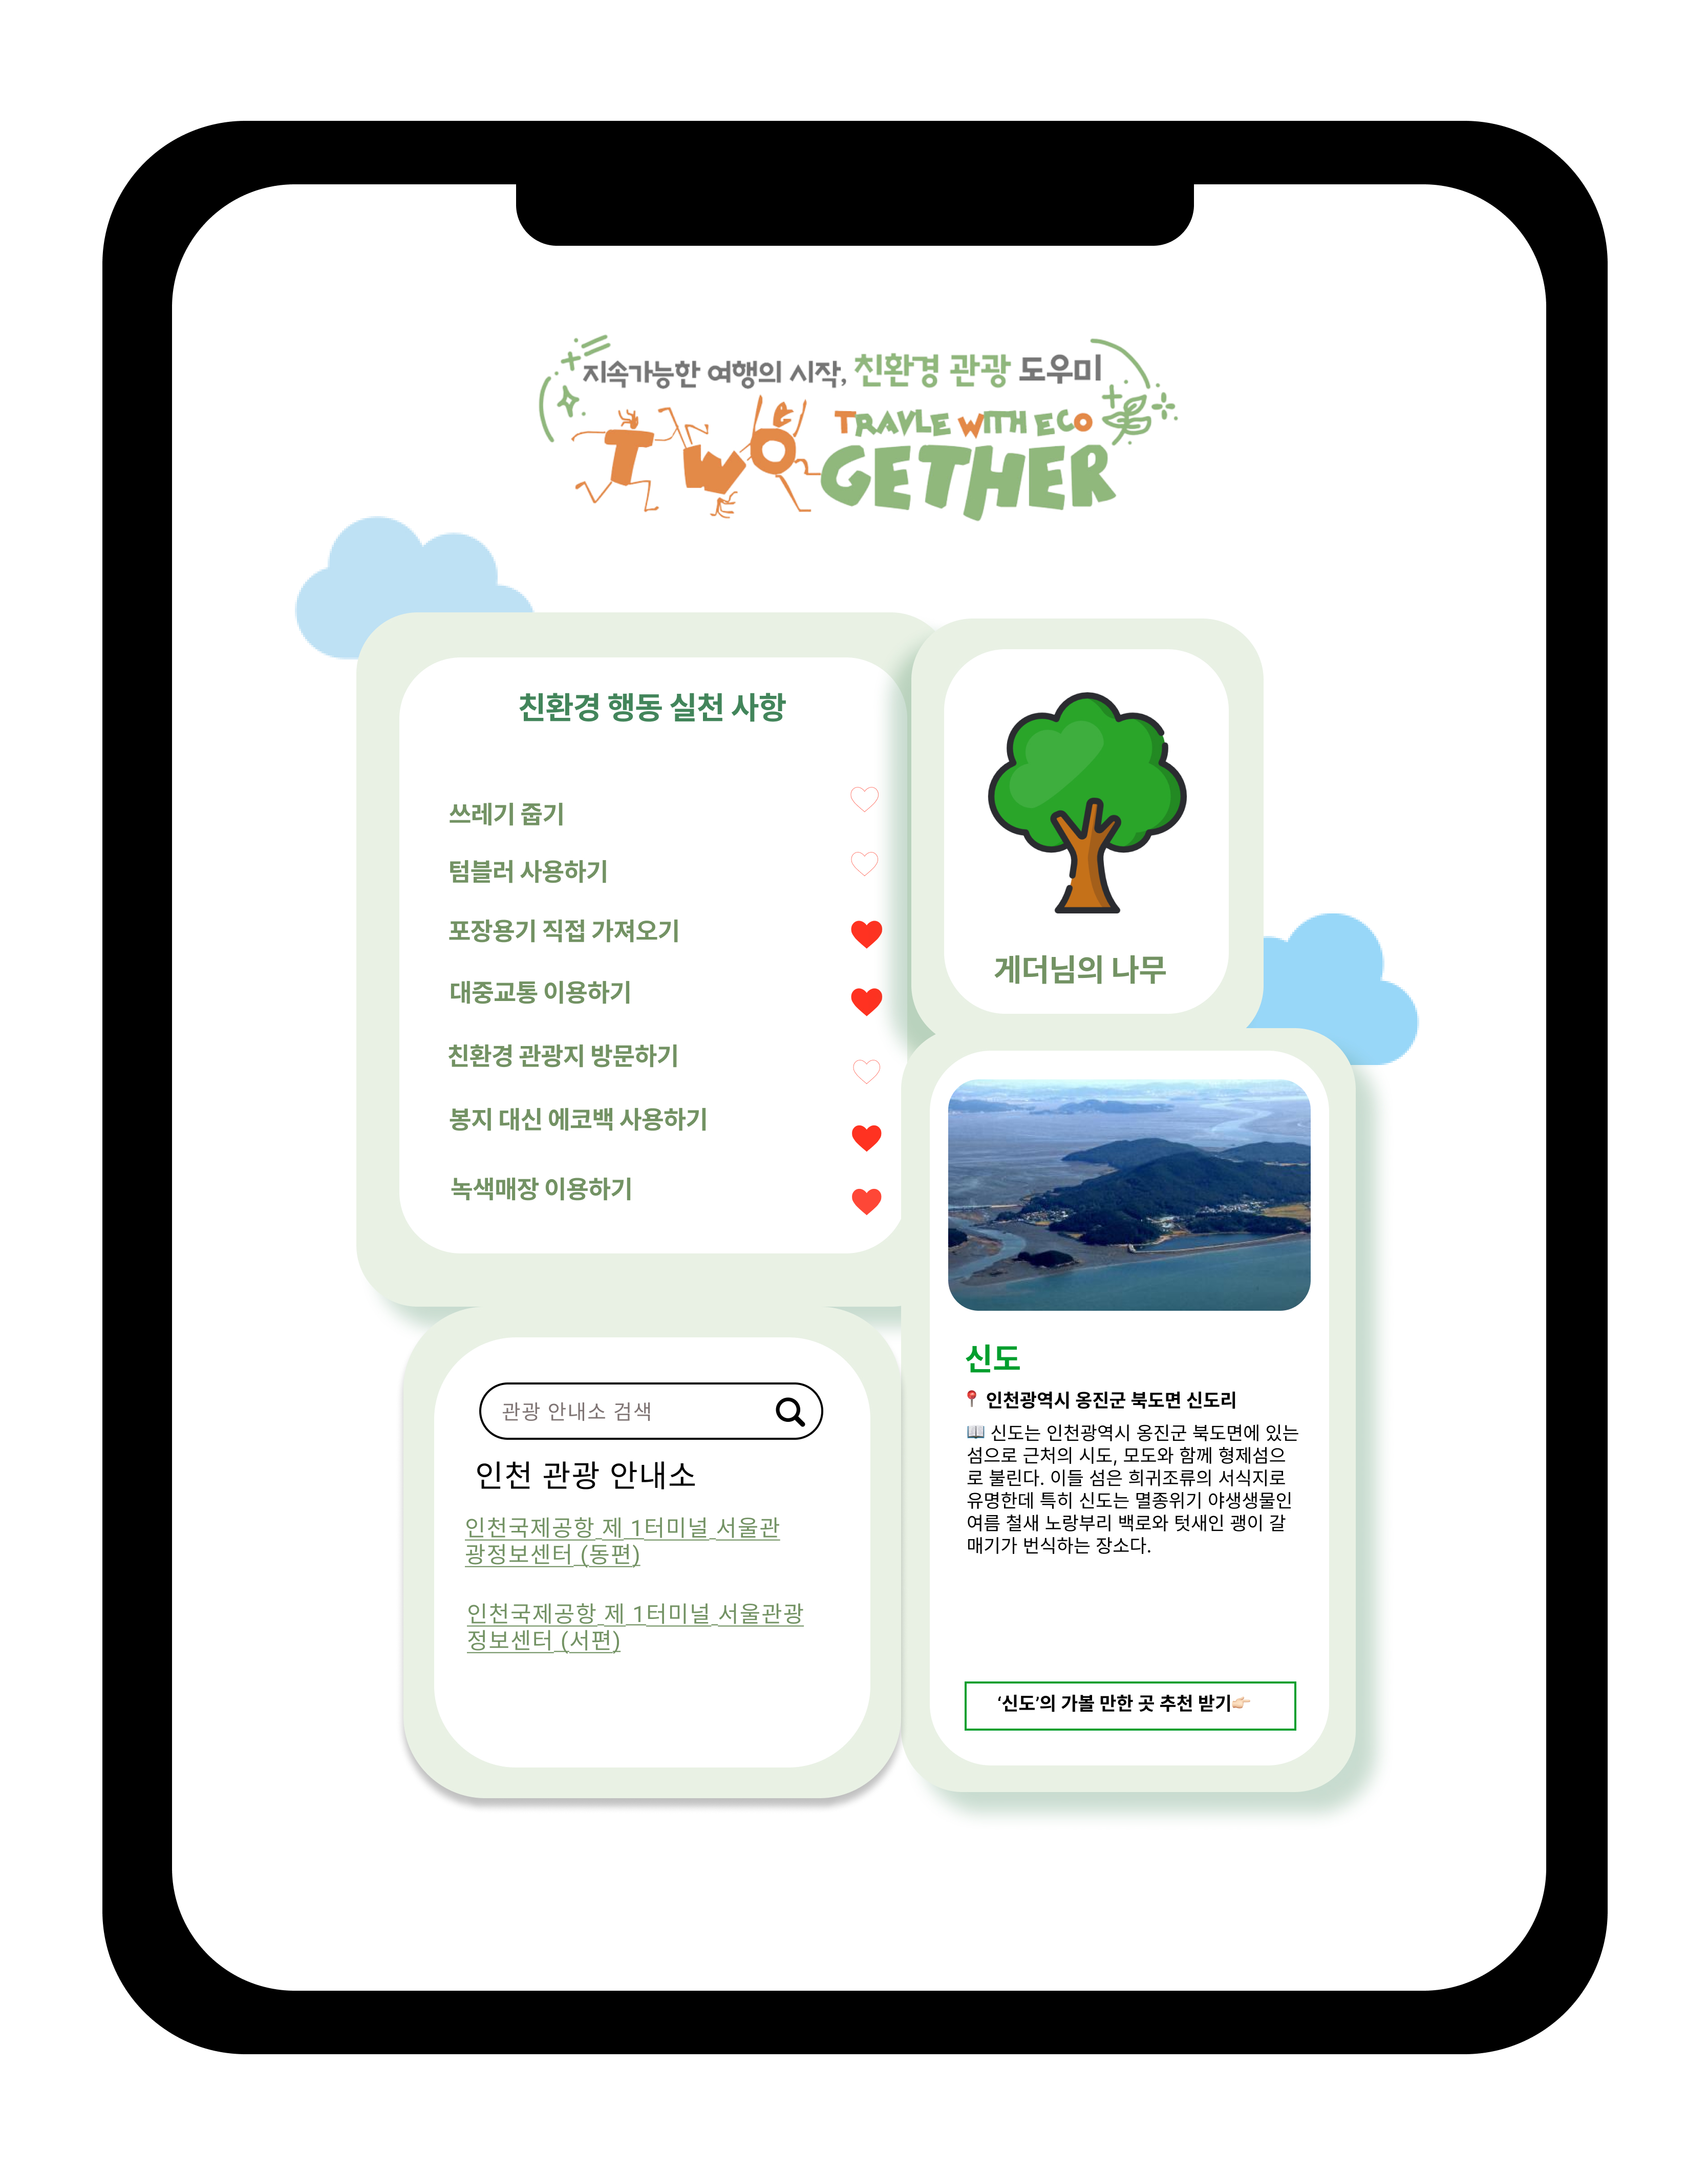 지속가능한 여행의 시작, 친환경 관광 도우미
TRAVLE WITH ECO
TWO GETHER
친환경 행동 실천 사항
쓰레기 줍기
텀블러 사용하기
포장용기 직접 가져오기
대중교통 이용하기
친환경 관광지 방문하기
봉지 대신 에코백 사용하기
녹색매장 이용하기
게더님의 나무
관광 안내소 검색
인천 관광 안내소
인천국제공항 제 1터미널 서울관
광정보센터 (동편)
인천국제공항 제 1터미널 서울관광
정보센터 (서편)
신도
📍 인천광역시 옹진군 북도면 신도리
📖 신도는 인천광역시 옹진군 북도면에 있는
섬으로 근처의 시도, 모도와 함께 형제섬으
로 불린다. 이들 섬은 희귀조류의 서식지로
유명한데 특히 신도는 멸종위기 야생생물인
여름 철새 노랑부리 백로와 텃새인 괭이 갈
매기가 번식하는 장소다.
‘신도’의 가볼 만한 곳 추천 받기👉🏻